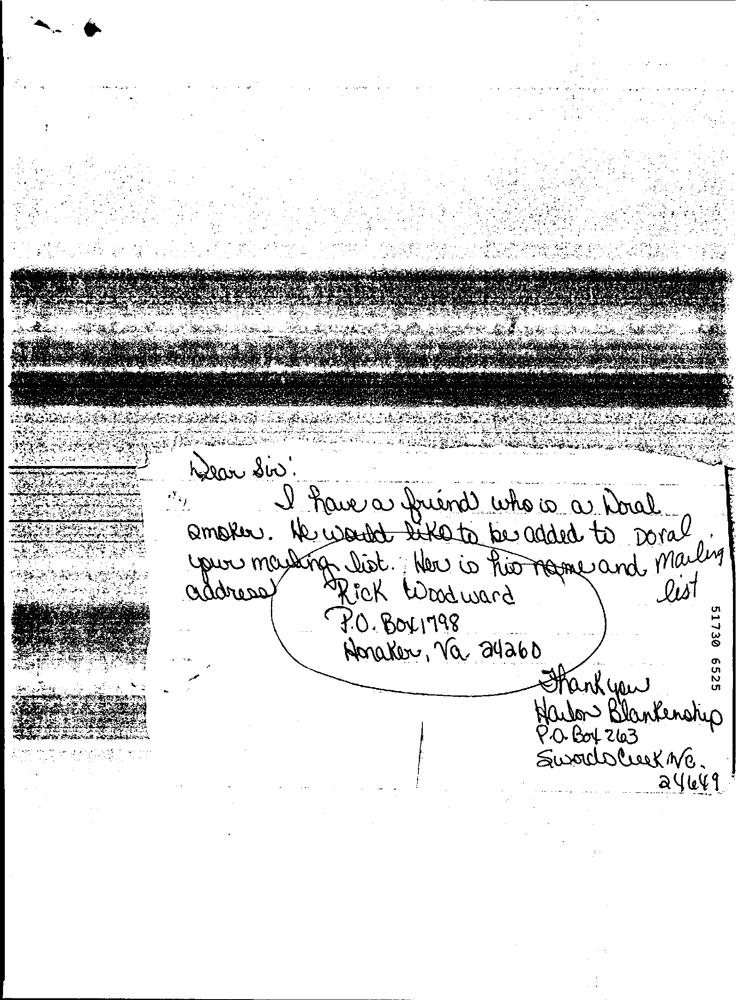 Dear Sir:
I have a friend who is a Doral
smoker. He would like to be added to Doral
your mailing list. Her is his name and Mailing
address list
Rick Woodward
P.O. Box 1798
Honaker, Va 24260
Thank you
Harlon Blankenship
P.O. Box 263
Swords Creek Va.
24649
51730 6525